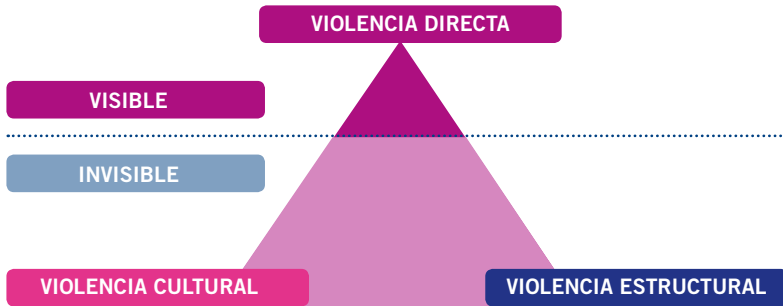 VIOLENCIA DIRECTA
VISIBLE
INVISIBLE
VIOLENCIA CULTURAL
VIOLENCIA ESTRUCTURAL